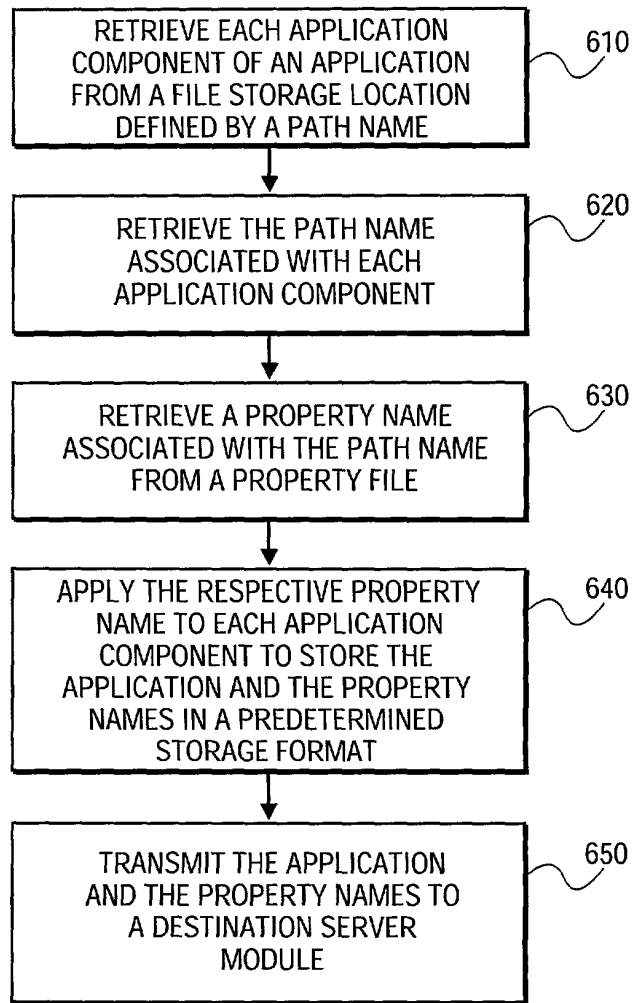 RETRIEVE EACH APPLICATION
COMPONENT OF AN APPLICATION
FROM A FILE STORAGE LOCATION
DEFINED BY A PATH NAME
610
RETRIEVE THE PATH NAME
ASSOCIATED WITH EACH
APPLICATION COMPONENT
620
RETRIEVE A PROPERTY NAME
ASSOCIATED WITH THE PATH NAME
FROM A PROPERTY FILE
630
APPLY THE RESPECTIVE PROPERTY
NAME TO EACH APPLICATION
COMPONENT TO STORE THE
APPLICATION AND THE PROPERTY
NAMES IN A PREDETERMINED
STORAGE FORMAT
640
TRANSMIT THE APPLICATION
AND THE PROPERTY NAMES TO
A DESTINATION SERVER
MODULE
650